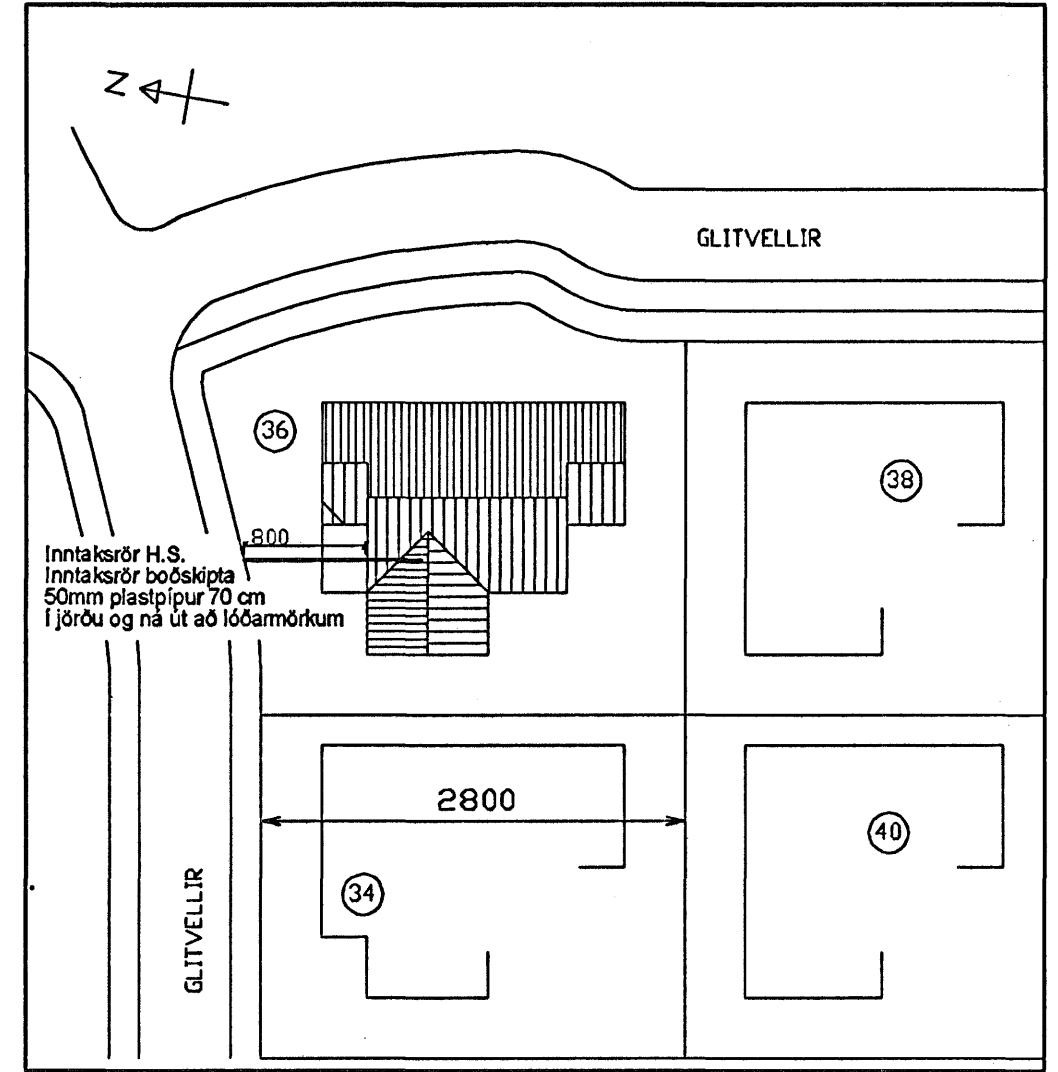 N
GLITVELLIR
36
38
800
Inntaksrör H.S.
Inntaksrör boðskipta
50mm plastpípur 70 cm
í jörðu og ná út að lóðarmörkum
2800
34
40
GLITVELLIR